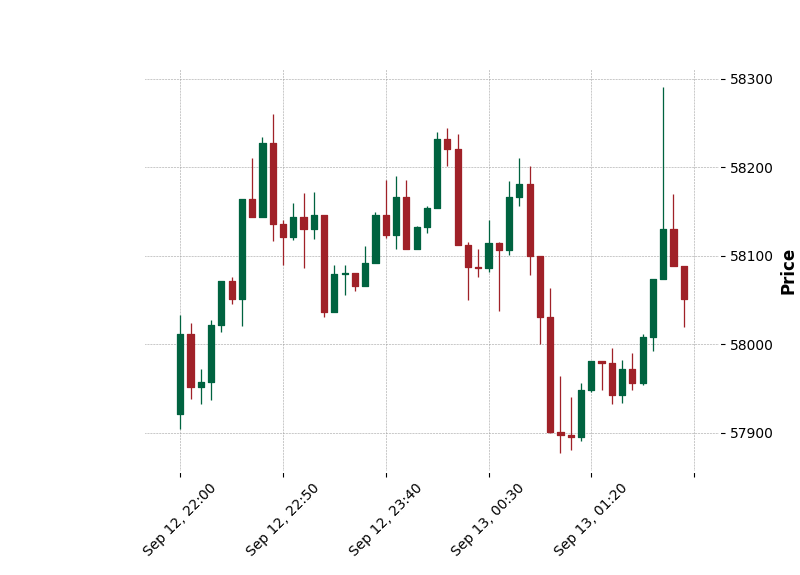 58300
58200
58100
58000
57900
Price
Sep 12, 22:00
Sep 12, 22:50
Sep 12, 23:40
Sep 13, 00:30
Sep 13, 01:20